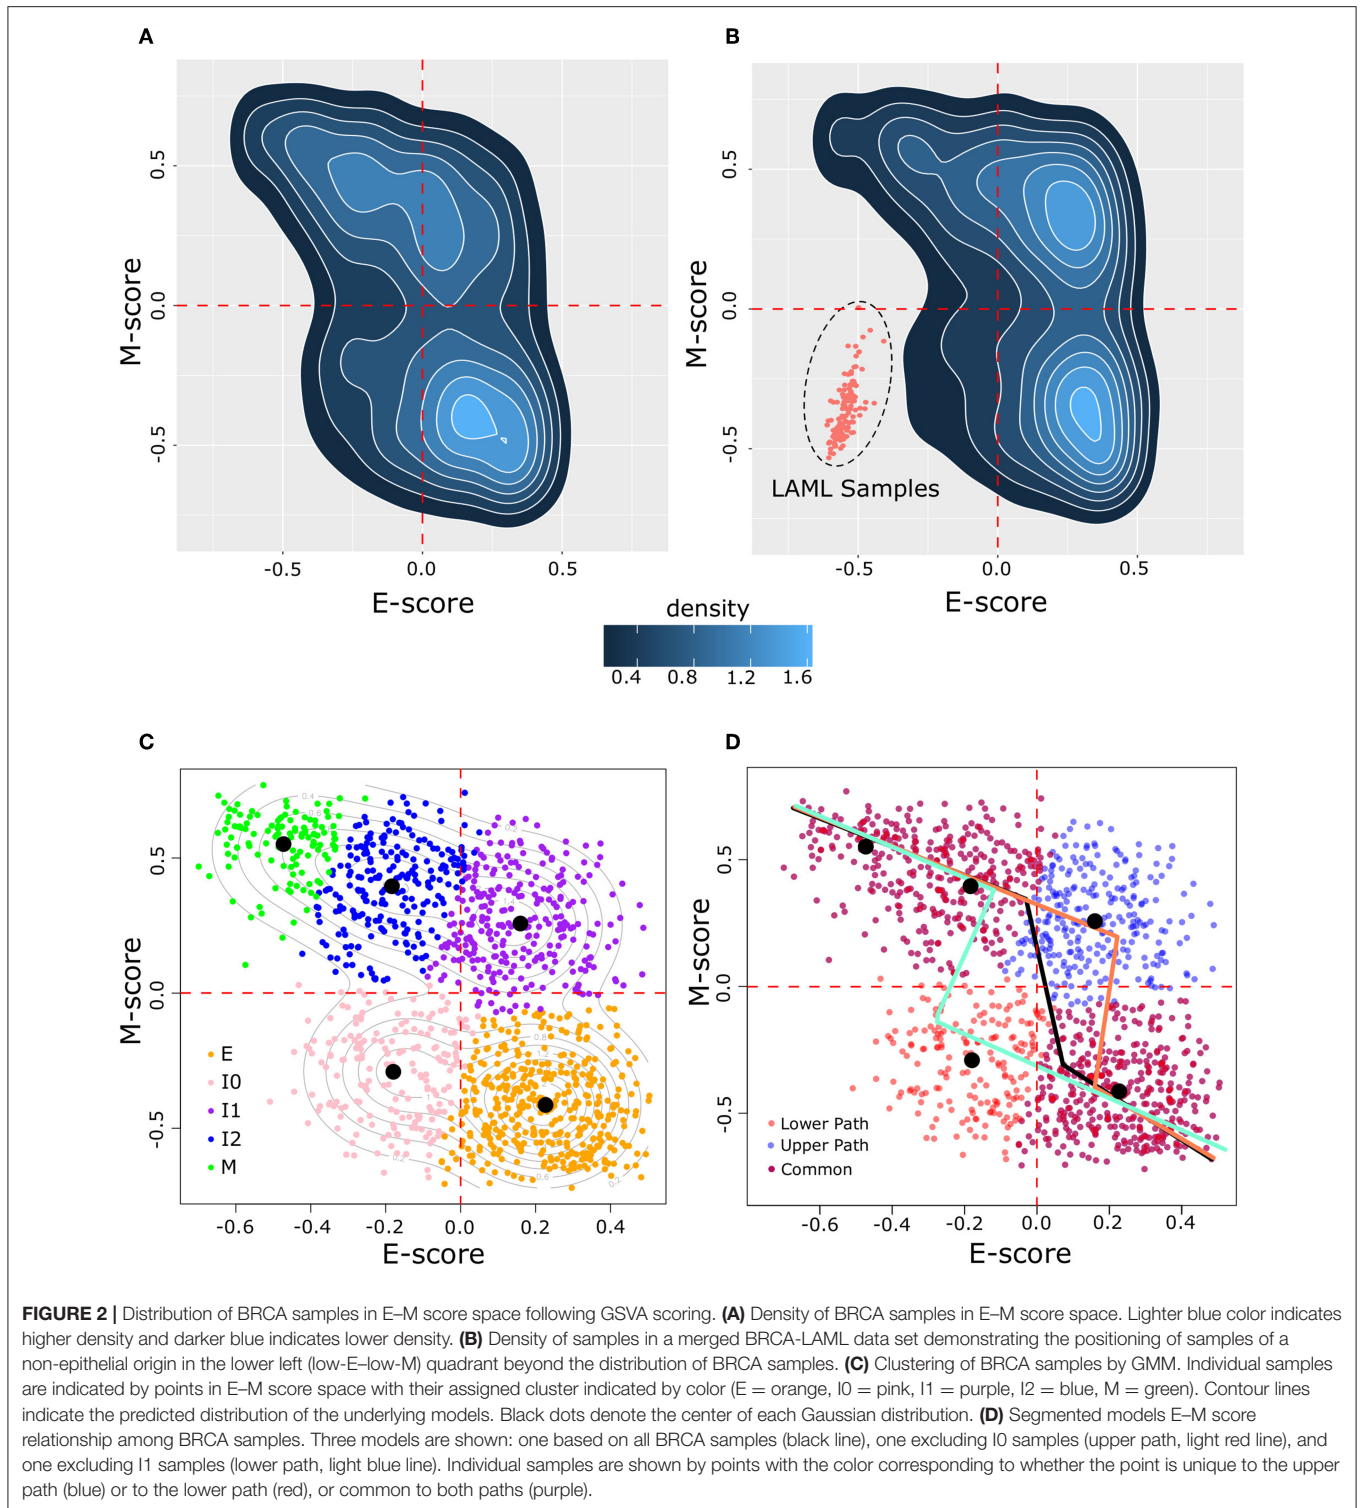 A
B
0.5
0.0
-0.5
M-score
-0.5
0.0
0.5
E-score
0.5
0.0
-0.5
M-score
LAML Samples
-0.5
0.0
0.5
E-score
density
0.4 0.8 1.2 1.6
C
D
0.5
0.0
-0.5
M-score
E
I0
I1
I2
M
-0.6 -0.4 -0.2 0.0 0.2 0.4
E-score
0.5
0.0
-0.5
M-score
Lower Path
Upper Path
Common
-0.6 -0.4 -0.2 0.0 0.2 0.4
E-score
FIGURE 2 | Distribution of BRCA samples in E–M score space following GSVA scoring. (A) Density of BRCA samples in E–M score space. Lighter blue color indicates
higher density and darker blue indicates lower density. (B) Density of samples in a merged BRCA-LAML data set demonstrating the positioning of samples of a
non-epithelial origin in the lower left (low-E–low-M) quadrant beyond the distribution of BRCA samples. (C) Clustering of BRCA samples by GMM. Individual samples
are indicated by points in E–M score space with their assigned cluster indicated by color (E = orange, I0 = pink, I1 = purple, I2 = blue, M = green). Contour lines
indicate the predicted distribution of the underlying models. Black dots denote the center of each Gaussian distribution. (D) Segmented models E–M score
relationship among BRCA samples. Three models are shown: one based on all BRCA samples (black line), one excluding I0 samples (upper path, light red line), and
one excluding I1 samples (lower path, light blue line). Individual samples are shown by points with the color corresponding to whether the point is unique to the upper
path (blue) or to the lower path (red), or common to both paths (purple).